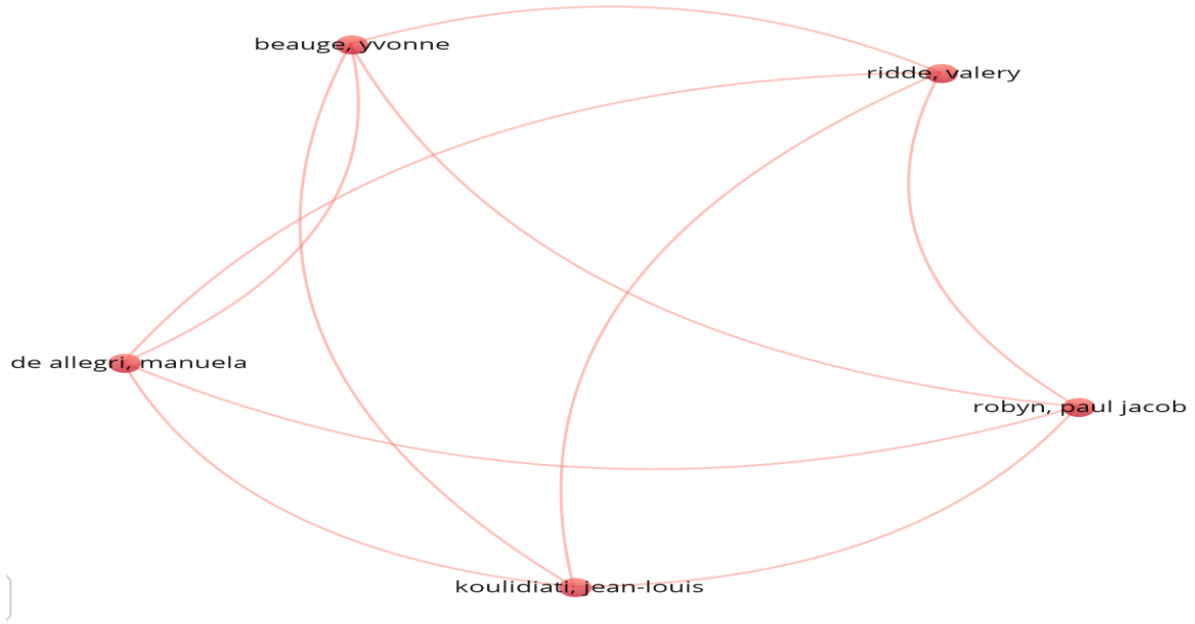 beauge, yvonne
ridde, valery
de allegri, manuela
robyn, paul jacob
koulidiati, jean-louis